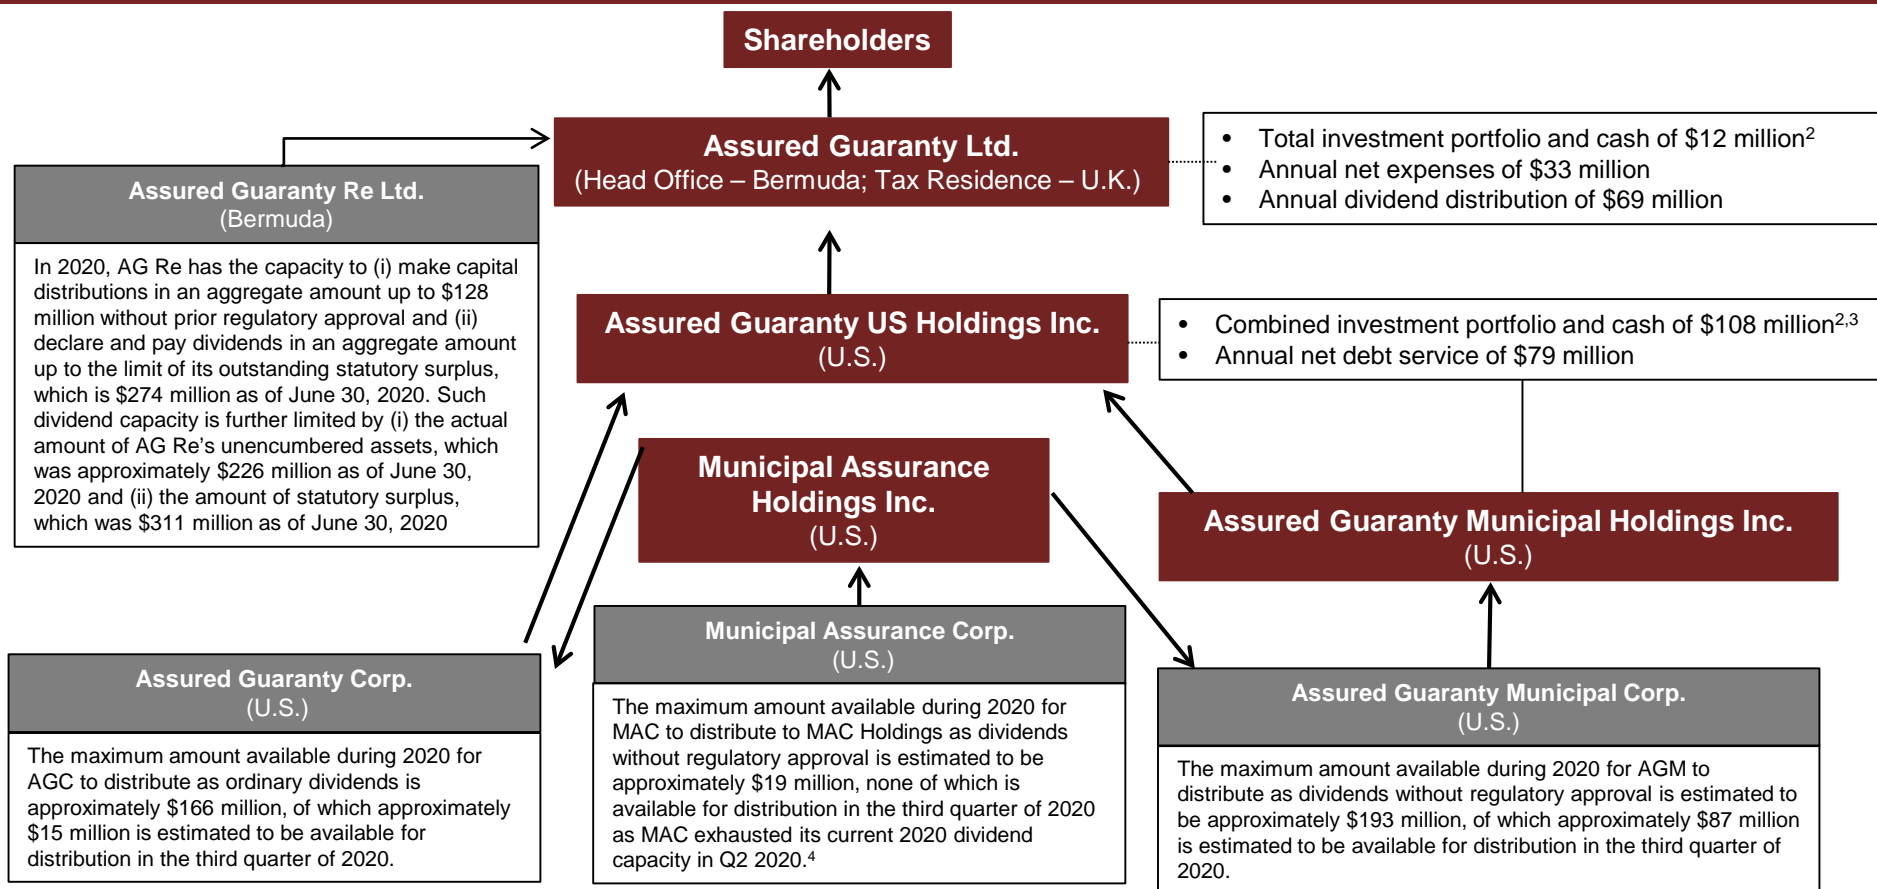 Shareholders
Assured Guaranty Ltd.
(Head Office – Bermuda; Tax Residence – U.K.)
• Total investment portfolio and cash of $12 million2
• Annual net expenses of $33 million
• Annual dividend distribution of $69 million
Assured Guaranty Re Ltd.
(Bermuda)
In 2020, AG Re has the capacity to (i) make capital
distributions in an aggregate amount up to $128
million without prior regulatory approval and (ii)
declare and pay dividends in an aggregate amount
up to the limit of its outstanding statutory surplus,
which is $274 million as of June 30, 2020. Such
dividend capacity is further limited by (i) the actual
amount of AG Re’s unencumbered assets, which
was approximately $226 million as of June 30,
2020 and (ii) the amount of statutory surplus,
which was $311 million as of June 30, 2020
Assured Guaranty US Holdings Inc.
(U.S.)
• Combined investment portfolio and cash of $108 million2,3
• Annual net debt service of $79 million
Municipal Assurance
Holdings Inc.
(U.S.)
Assured Guaranty Municipal Holdings Inc.
(U.S.)
Assured Guaranty Corp.
(U.S.)
The maximum amount available during 2020 for
AGC to distribute as ordinary dividends is
approximately $166 million, of which approximately
$15 million is estimated to be available for
distribution in the third quarter of 2020.
Municipal Assurance Corp.
(U.S.)
The maximum amount available during 2020 for
MAC to distribute to MAC Holdings as dividends
without regulatory approval is estimated to be
approximately $19 million, none of which is
available for distribution in the third quarter of 2020
as MAC exhausted its current 2020 dividend
capacity in Q2 2020.4
Assured Guaranty Municipal Corp.
(U.S.)
The maximum amount available during 2020 for AGM to
distribute as dividends without regulatory approval is estimated to
be approximately $193 million, of which approximately $87 million
is estimated to be available for distribution in the third quarter of
2020.